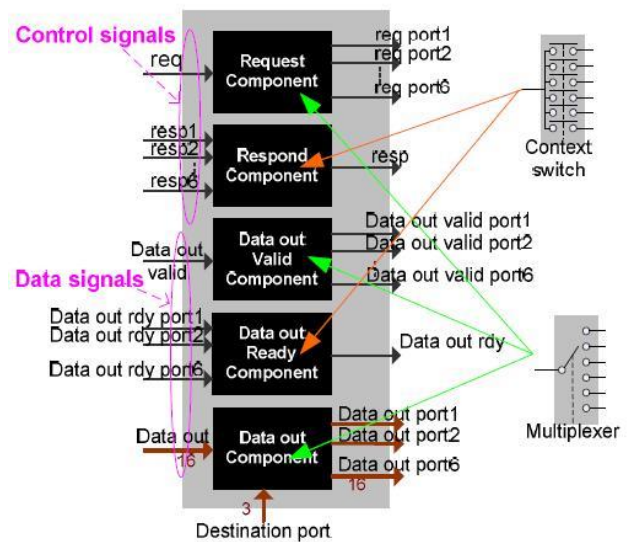 Control signals
req
Request
Component
req port1
req port2
req port6
resp1
resp2
resp6
Respond
Component
resp
Context
switch
Data out
valid
Data out
Valid
Component
Data out valid port1
Data out valid port2
Data out valid port6
Data signals
Data out rdy port1
Data out rdy port2
Data out rdy port6
Data out
Ready
Component
Data out rdy
Multiplexer
Data out
16
Data out
Component
Data out port1
Data out port2
Data out port6
16
3
Destination port